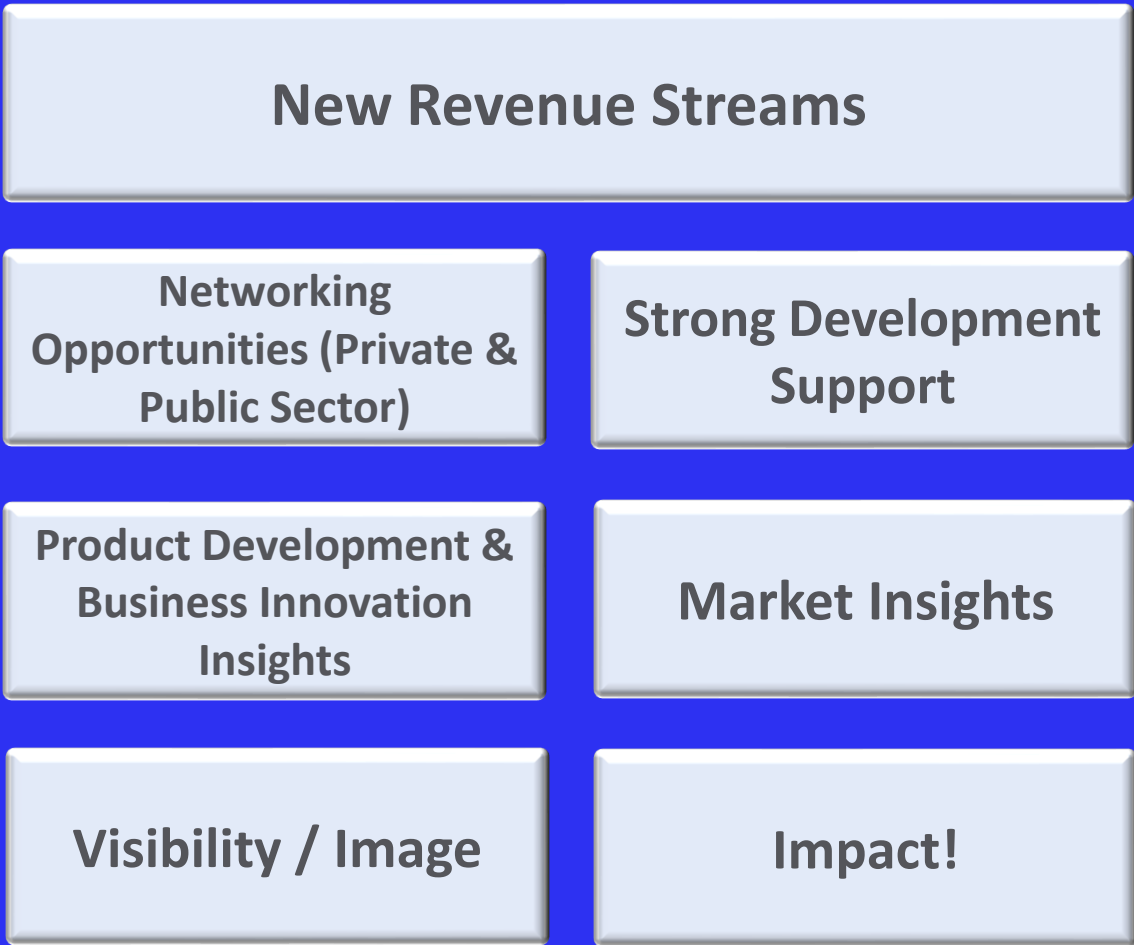 New Revenue Streams
Networking
Opportunities (Private &
Public Sector)
Strong Development
Support
Product Development &
Business Innovation
Insights
Market Insights
Visibility / Image
Impact!